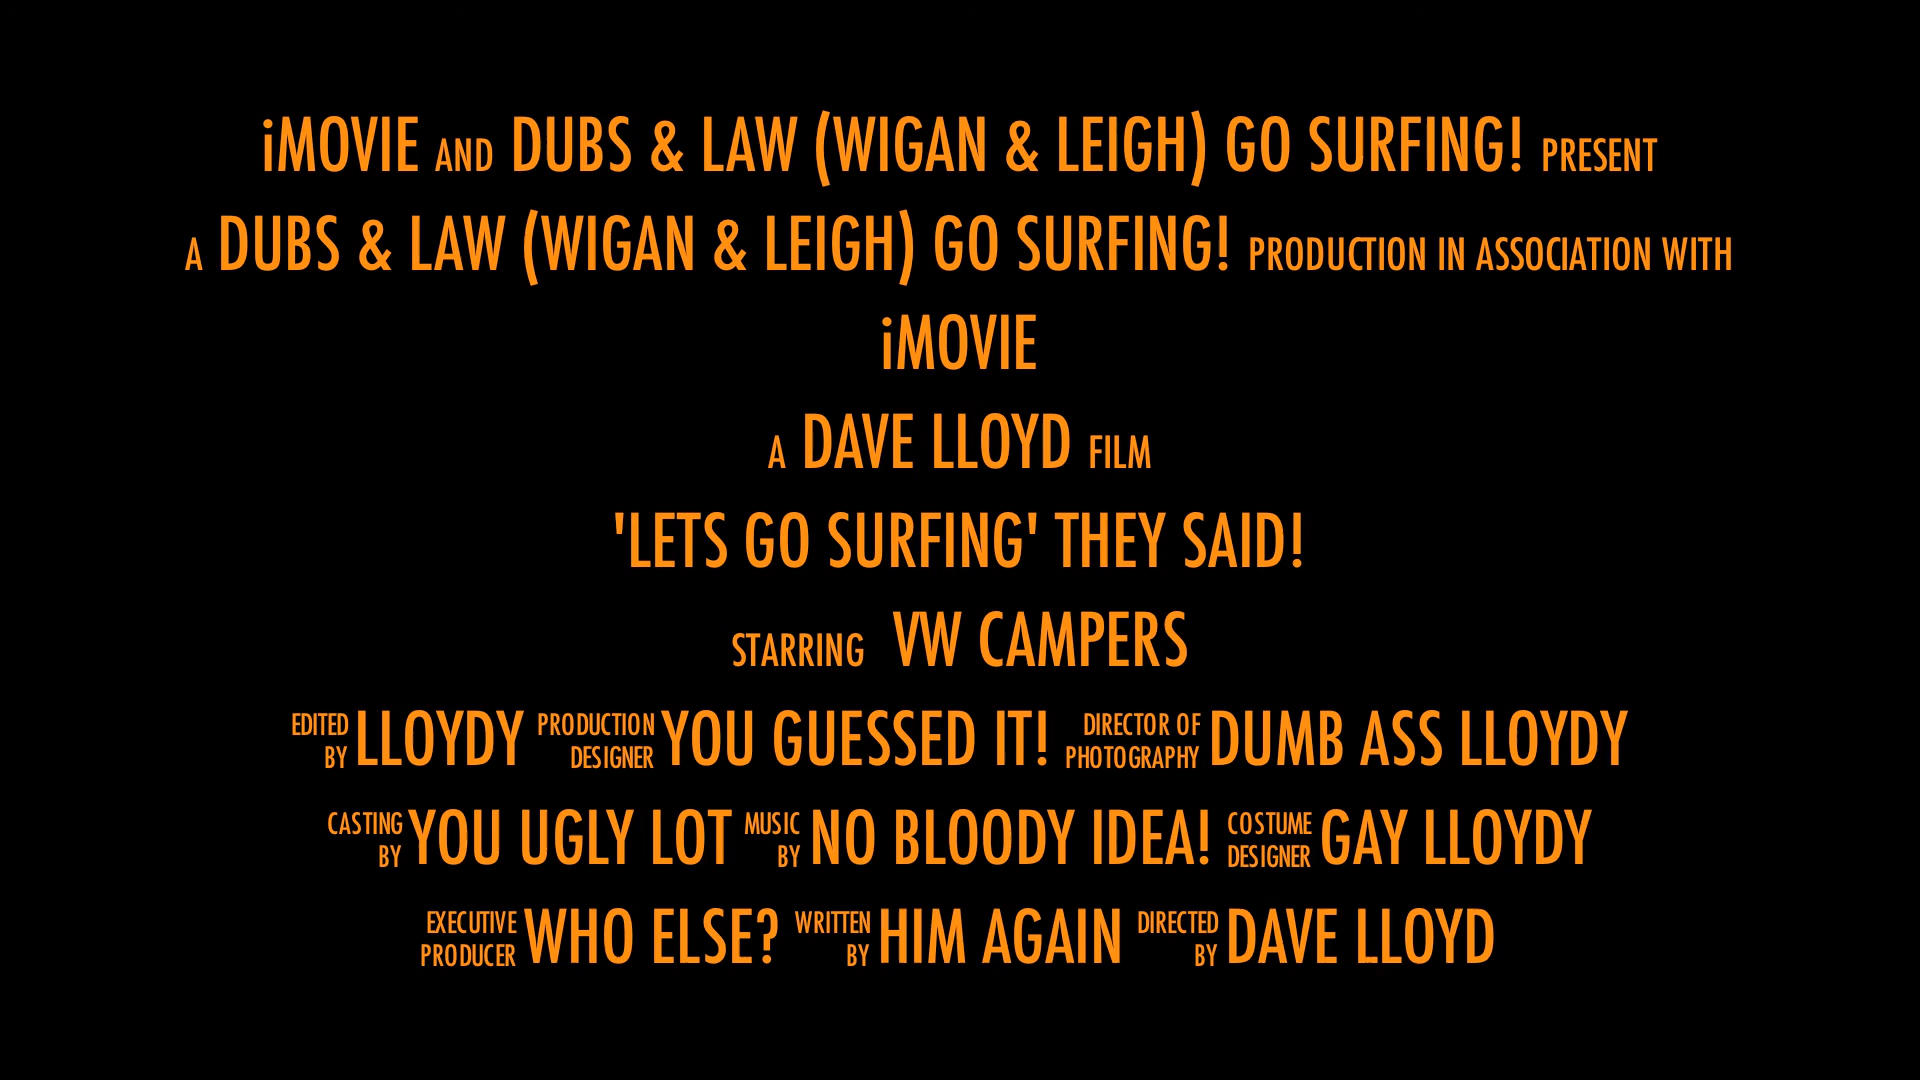 iMOVIE AND DUBS & LAW (WIGAN & LEIGH) GO SURFING! PRESENT
A DUBS & LAW (WIGAN & LEIGH) GO SURFING! PRODUCTION IN ASSOCIATION WITH
iMOVIE
A DAVE LLOYD FILM
'LETS GO SURFING' THEY SAID!
STARRING VW CAMPERS
EDITED BY LLOYDY PRODUCTION DESIGNER YOU GUESSED IT! DIRECTOR OF PHOTOGRAPHY DUMB ASS LLOYDY
CASTING BY YOU UGLY LOT MUSIC BY NO BLOODY IDEA! COSTUME DESIGNER GAY LLOYDY
EXECUTIVE PRODUCER WHO ELSE? WRITTEN BY HIM AGAIN DIRECTED BY DAVE LLOYD